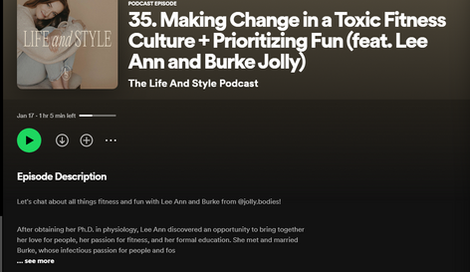 PODCAST EPISODE
35. Making Change in a Toxic Fitness
Culture + Prioritizing Fun (feat. Lee
Ann and Burke Jolly)
LIFE and STYLE
The Life And Style Podcast
Jan 17 · 1 hr 5 min left
Episode Description
Let's chat about all things fitness and fun with Lee Ann and Burke from @jolly.bodies!
After obtaining her Ph.D. in physiology, Lee Ann discovered an opportunity to bring together
her love for people, her passion for fitness, and her formal education. She met and married
Burke, whose infectious passion for people and fos
... see more